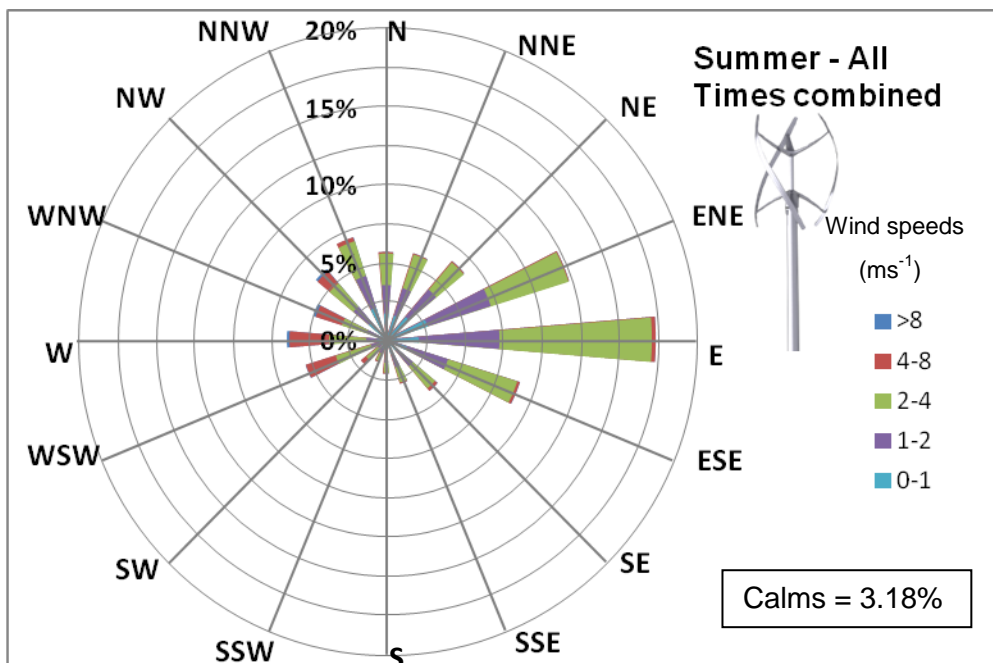 20%
N
NNW
NNE
Summer - All
Times combined
NW
NE
15%
10%
WNW
ENE
Wind speeds
(ms-1)
5%
>8
0%
W
E
4-8
2-4
1-2
WSW
ESE
0-1
SW
SE
Calms = 3.18%
SSW
S
SSE